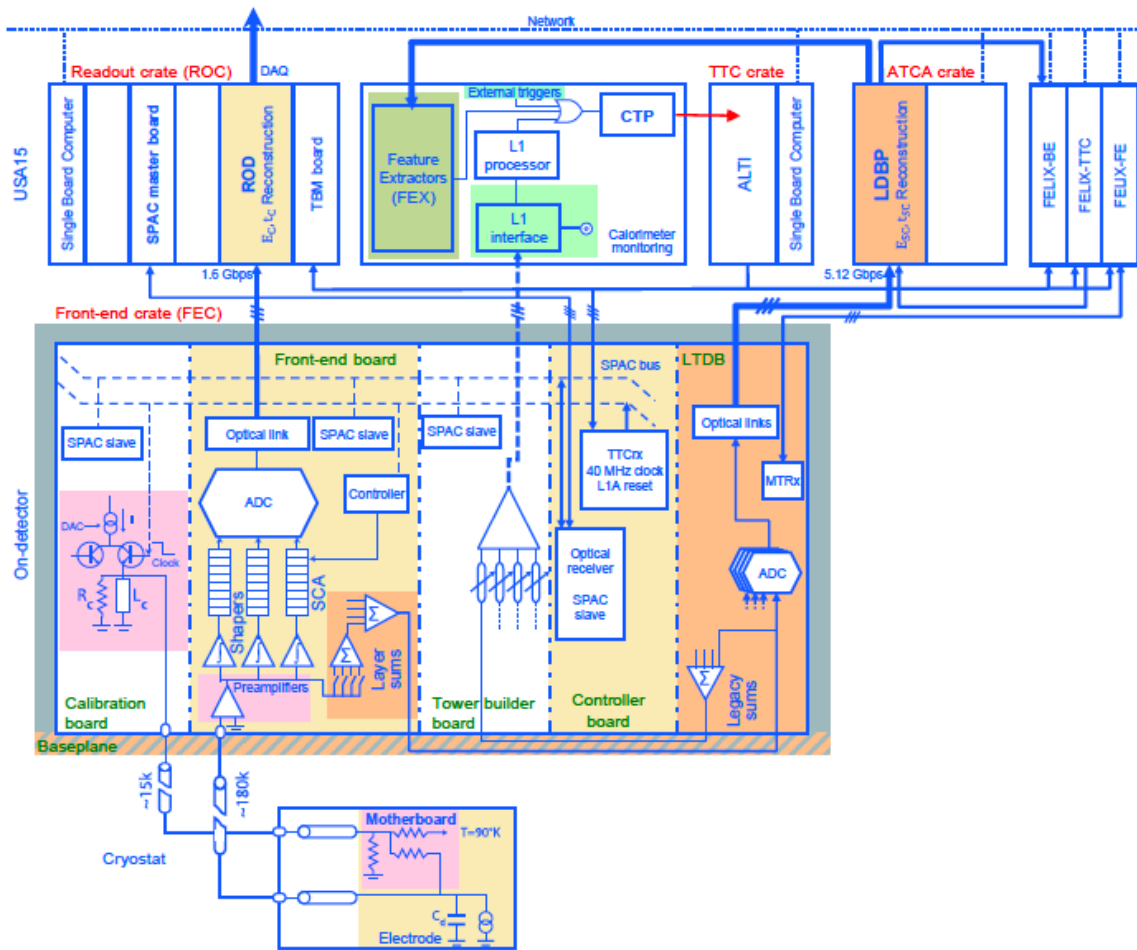 Network
Readout crate (ROC)
DAQ
TTC crate
ATCA crate
USA15
Single Board Computer
SPAC master board
ROD
E_C, t_C Reconstruction
TBM board
External triggers
CTP
L1
processor
Feature
Extractors
(FEX)
L1
interface
Calorimeter
monitoring
ALTI
Single Board Computer
LDBP
E_SC, t_SC Reconstruction
FELIX-BE
FELIX-TTC
FELIX-FE
1.6 Gbps
5.12 Gbps
Front-end crate (FEC)
On-detector
Front-end board
SPAC bus
LTDB
SPAC slave
Optical link
SPAC slave
SPAC slave
Optical links
TTCrx
40 MHz clock
L1A reset
ADC
Controller
MTRx
DAC
I
Clock
R_c
L_c
Shapers
SCA
Optical
receiver
SPAC
slave
ADC
Σ
Σ
Layer
sums
Σ
Legacy
sums
Preamplifiers
Calibration
board
Tower builder
board
Controller
board
Baseplane
~15k
~180k
Motherboard
T=90°K
Cryostat
C_d
Electrode